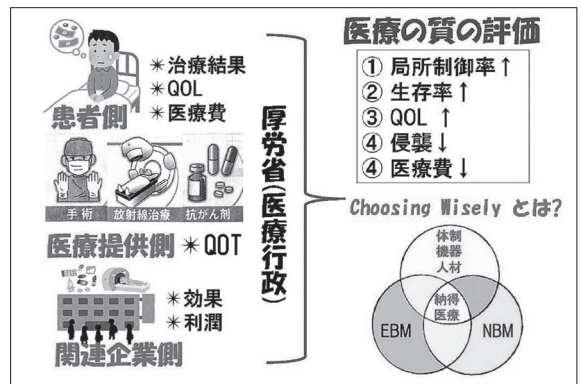 ＊治療結果
＊QOL
＊医療費
患者側
手術 放射線治療 抗がん剤
医療提供側 ＊QOT
＊効果
＊利潤
関連企業側
厚労省(医療行政)
医療の質の評価
① 局所制御率↑
② 生存率↑
③ QOL ↑
④ 侵襲↓
④ 医療費↓
Choosing Wisely とは?
体制
機器
人材
納得
医療
EBM
NBM